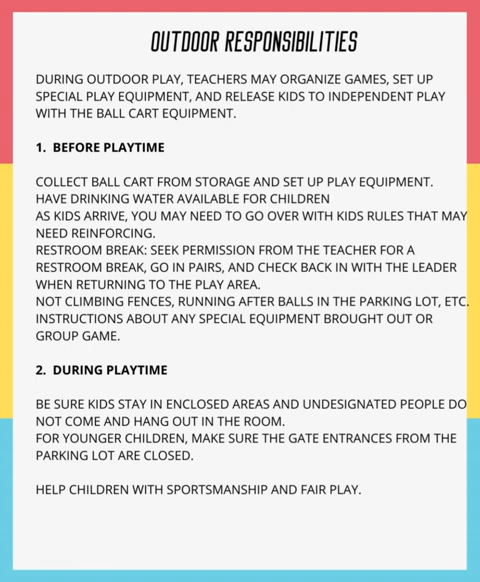 OUTDOOR RESPONSIBILITIES
DURING OUTDOOR PLAY, TEACHERS MAY ORGANIZE GAMES, SET UP
SPECIAL PLAY EQUIPMENT, AND RELEASE KIDS TO INDEPENDENT PLAY
WITH THE BALL CART EQUIPMENT.
1. BEFORE PLAYTIME
COLLECT BALL CART FROM STORAGE AND SET UP PLAY EQUIPMENT.
HAVE DRINKING WATER AVAILABLE FOR CHILDREN
AS KIDS ARRIVE, YOU MAY NEED TO GO OVER WITH KIDS RULES THAT MAY
NEED REINFORCING.
RESTROOM BREAK: SEEK PERMISSION FROM THE TEACHER FOR A
RESTROOM BREAK, GO IN PAIRS, AND CHECK BACK IN WITH THE LEADER
WHEN RETURNING TO THE PLAY AREA.
NOT CLIMBING FENCES, RUNNING AFTER BALLS IN THE PARKING LOT, ETC.
INSTRUCTIONS ABOUT ANY SPECIAL EQUIPMENT BROUGHT OUT OR
GROUP GAME.
2. DURING PLAYTIME
BE SURE KIDS STAY IN ENCLOSED AREAS AND UNDESIGNATED PEOPLE DO
NOT COME AND HANG OUT IN THE ROOM.
FOR YOUNGER CHILDREN, MAKE SURE THE GATE ENTRANCES FROM THE
PARKING LOT ARE CLOSED.
HELP CHILDREN WITH SPORTSMANSHIP AND FAIR PLAY.